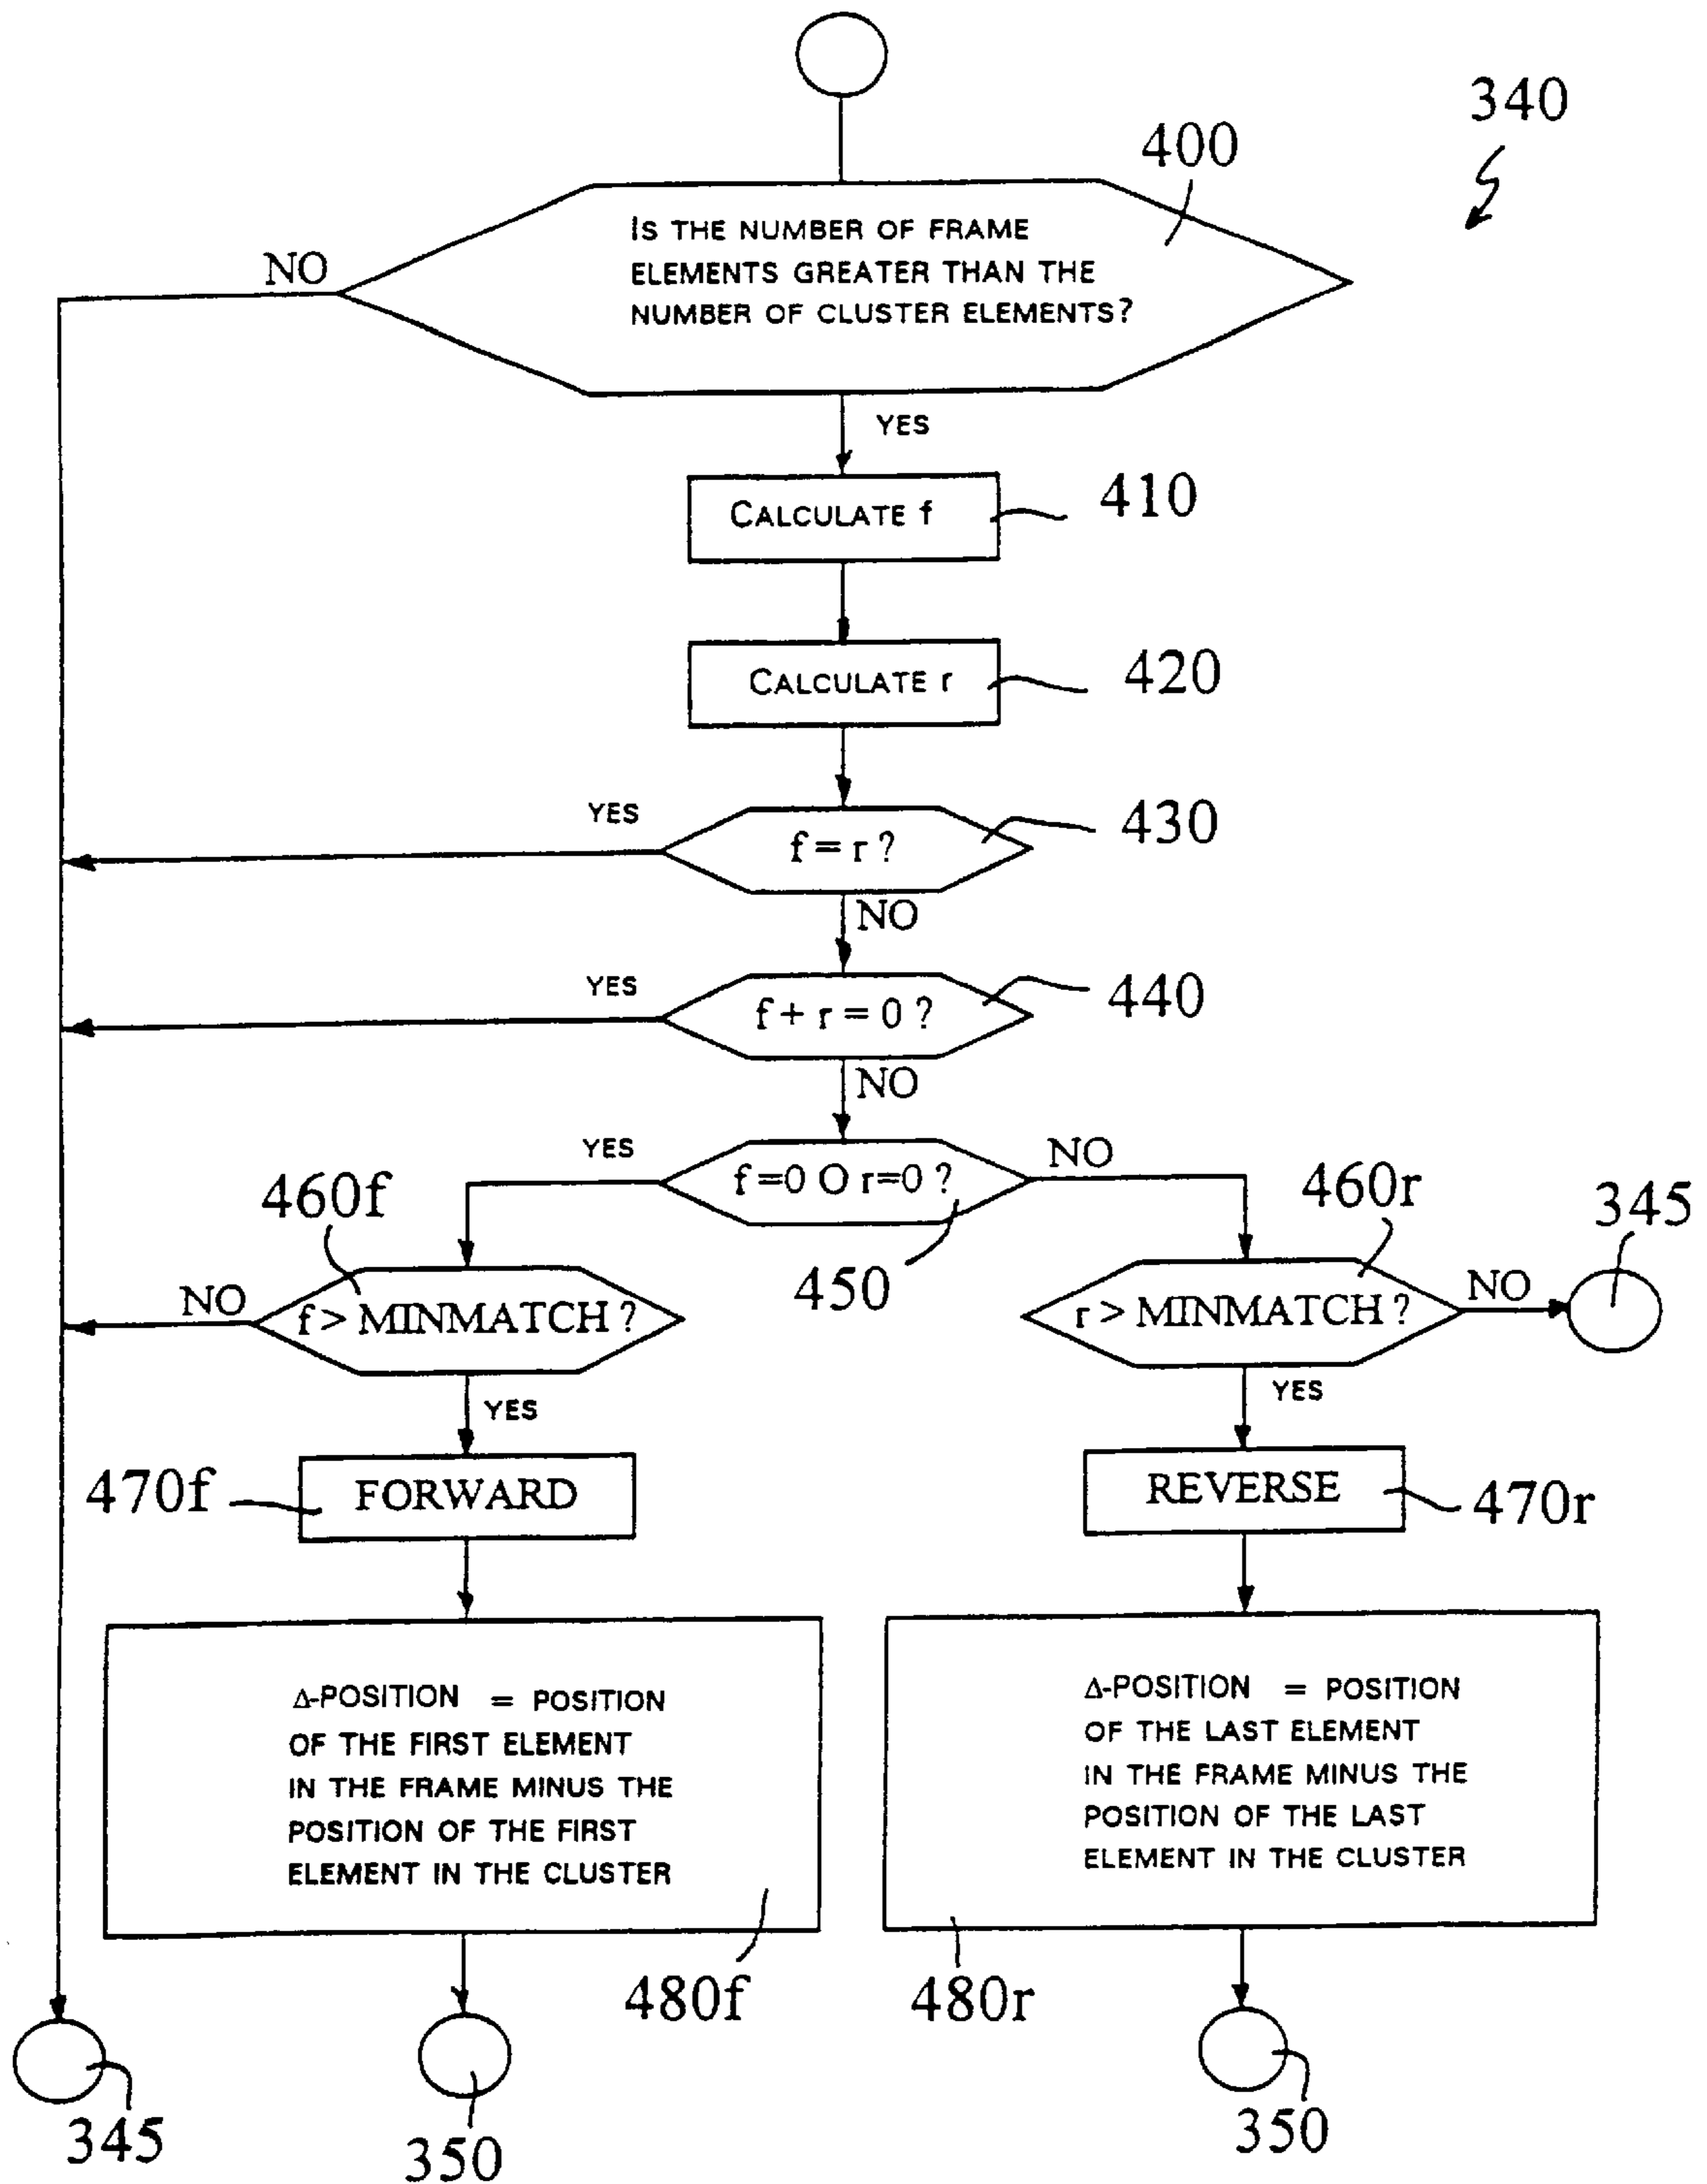 340
400
Is the number of frame
elements greater than the
number of cluster elements?
NO
YES
Calculate f
410
Calculate r
420
YES
f = r ?
430
NO
YES
f + r = 0 ?
440
NO
YES
f =0 O r=0 ?
NO
450
460f
460r
345
NO
f > MINMATCH ?
r > MINMATCH ?
NO
YES
YES
470f
FORWARD
REVERSE
470r
Δ-POSITION = POSITION
OF THE FIRST ELEMENT
IN THE FRAME MINUS THE
POSITION OF THE FIRST
ELEMENT IN THE CLUSTER
Δ-POSITION = POSITION
OF THE LAST ELEMENT
IN THE FRAME MINUS THE
POSITION OF THE LAST
ELEMENT IN THE CLUSTER
480f
480r
345
350
350